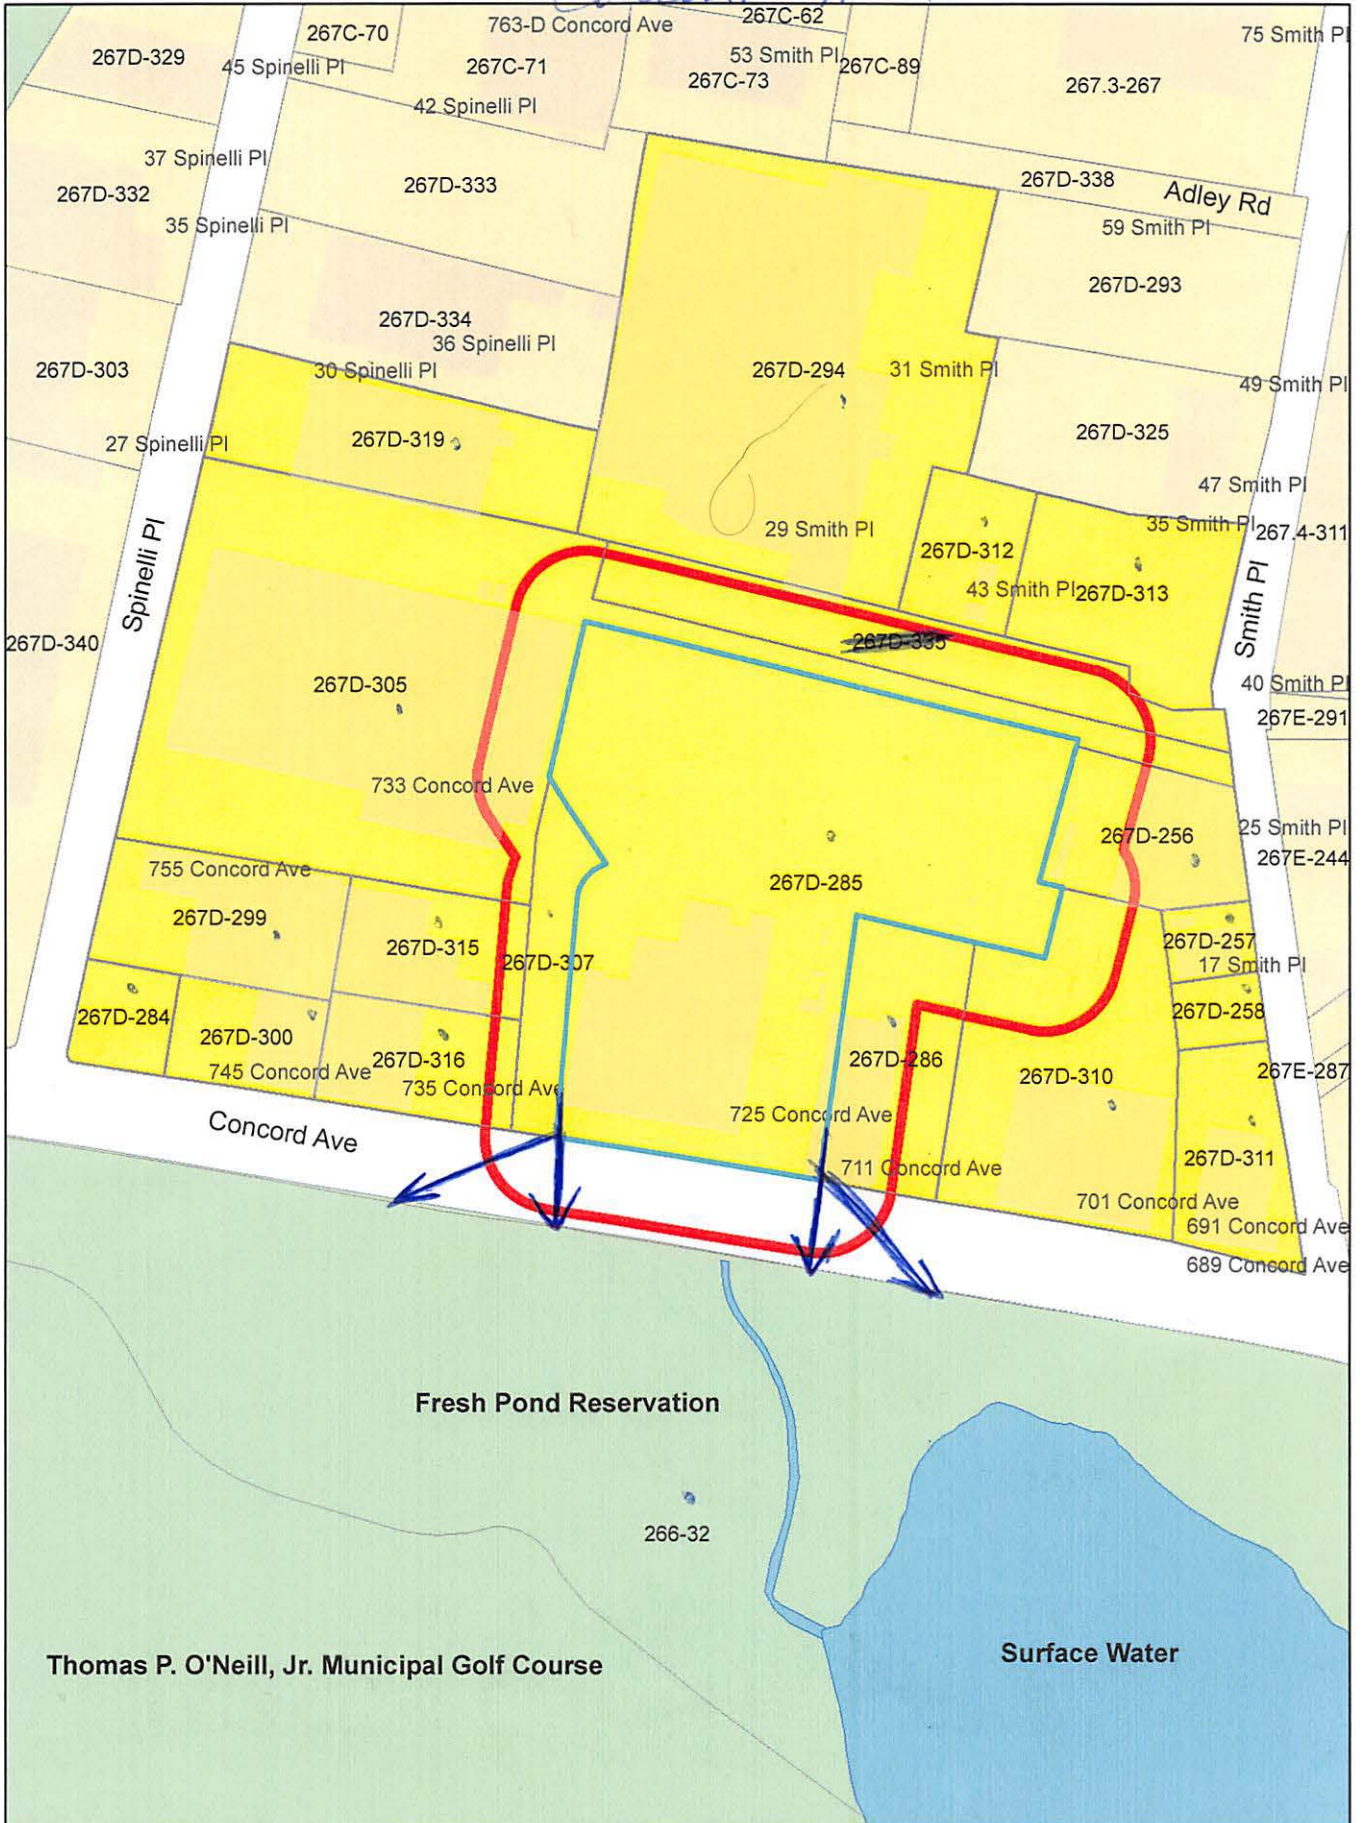 267C-62
763-D Concord Ave
267C-70
75 Smith Pl
267D-329
45 Spinelli Pl
267C-71
53 Smith Pl
267C-89
267C-73
267.3-267
42 Spinelli Pl
37 Spinelli Pl
267D-332
267D-333
267D-338
Adley Rd
35 Spinelli Pl
59 Smith Pl
267D-293
267D-334
36 Spinelli Pl
267D-303
30 Spinelli Pl
267D-294
31 Smith Pl
49 Smith Pl
27 Spinelli Pl
267D-319
267D-325
47 Smith Pl
29 Smith Pl
35 Smith Pl
267.4-311
267D-312
Spinelli Pl
43 Smith Pl
267D-313
Smith Pl
267D-340
267D-335
267D-305
40 Smith Pl
267E-291
733 Concord Ave
267D-256
25 Smith Pl
267E-244
755 Concord Ave
267D-285
267D-299
267D-315
267D-307
267D-257
17 Smith Pl
267D-284
267D-300
267D-258
267D-316
267D-286
745 Concord Ave
735 Concord Ave
267D-310
267E-287
Concord Ave
725 Concord Ave
711 Concord Ave
267D-311
701 Concord Ave
691 Concord Ave
689 Concord Ave
Fresh Pond Reservation
266-32
Thomas P. O'Neill, Jr. Municipal Golf Course
Surface Water